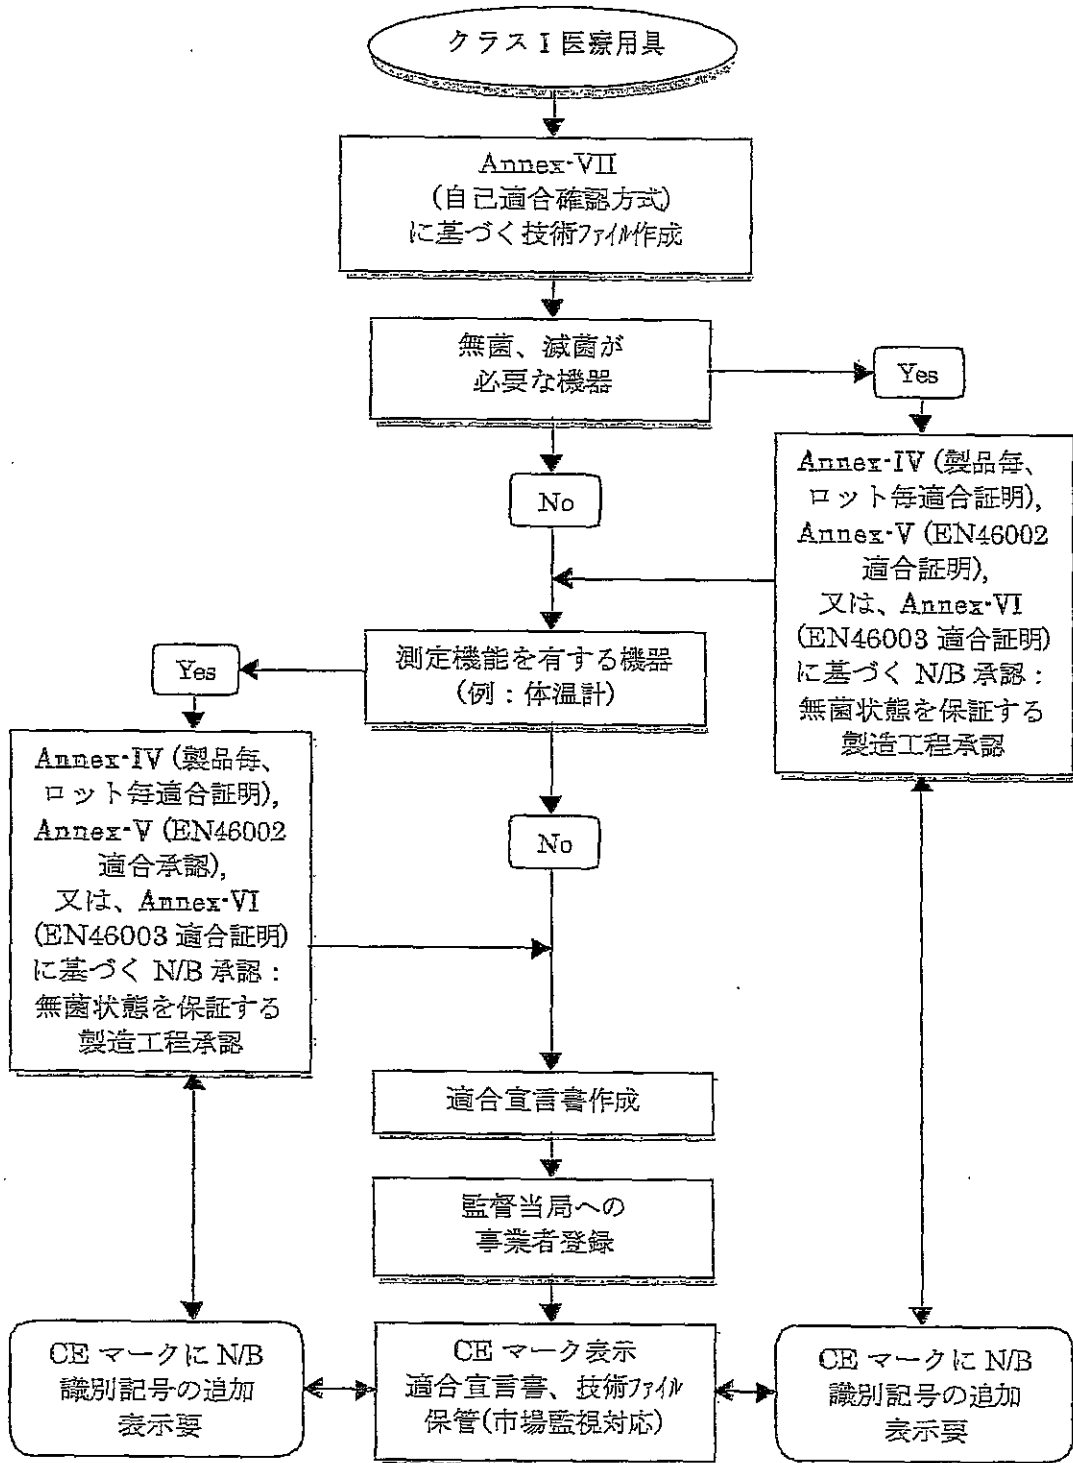 クラスⅠ医療用具
Annex-VII
(自己適合確認方式)
に基づく技術ファイル作成
無菌、滅菌が
必要な機器
Yes
No
Annex-IV (製品毎、
ロット毎適合証明),
Annex-V (EN46002
適合証明),
又は、Annex-VI
(EN46003 適合証明)
に基づく N/B 承認：
無菌状態を保証する
製造工程承認
測定機能を有する機器
(例：体温計)
Yes
No
Annex-IV (製品毎、
ロット毎適合証明),
Annex-V (EN46002
適合承認),
又は、Annex-VI
(EN46003 適合証明)
に基づく N/B 承認：
無菌状態を保証する
製造工程承認
適合宣言書作成
監督当局への
事業者登録
CE マークに N/B
識別記号の追加
表示要
CE マーク表示
適合宣言書、技術ファイル
保管(市場監視対応)
CE マークに N/B
識別記号の追加
表示要